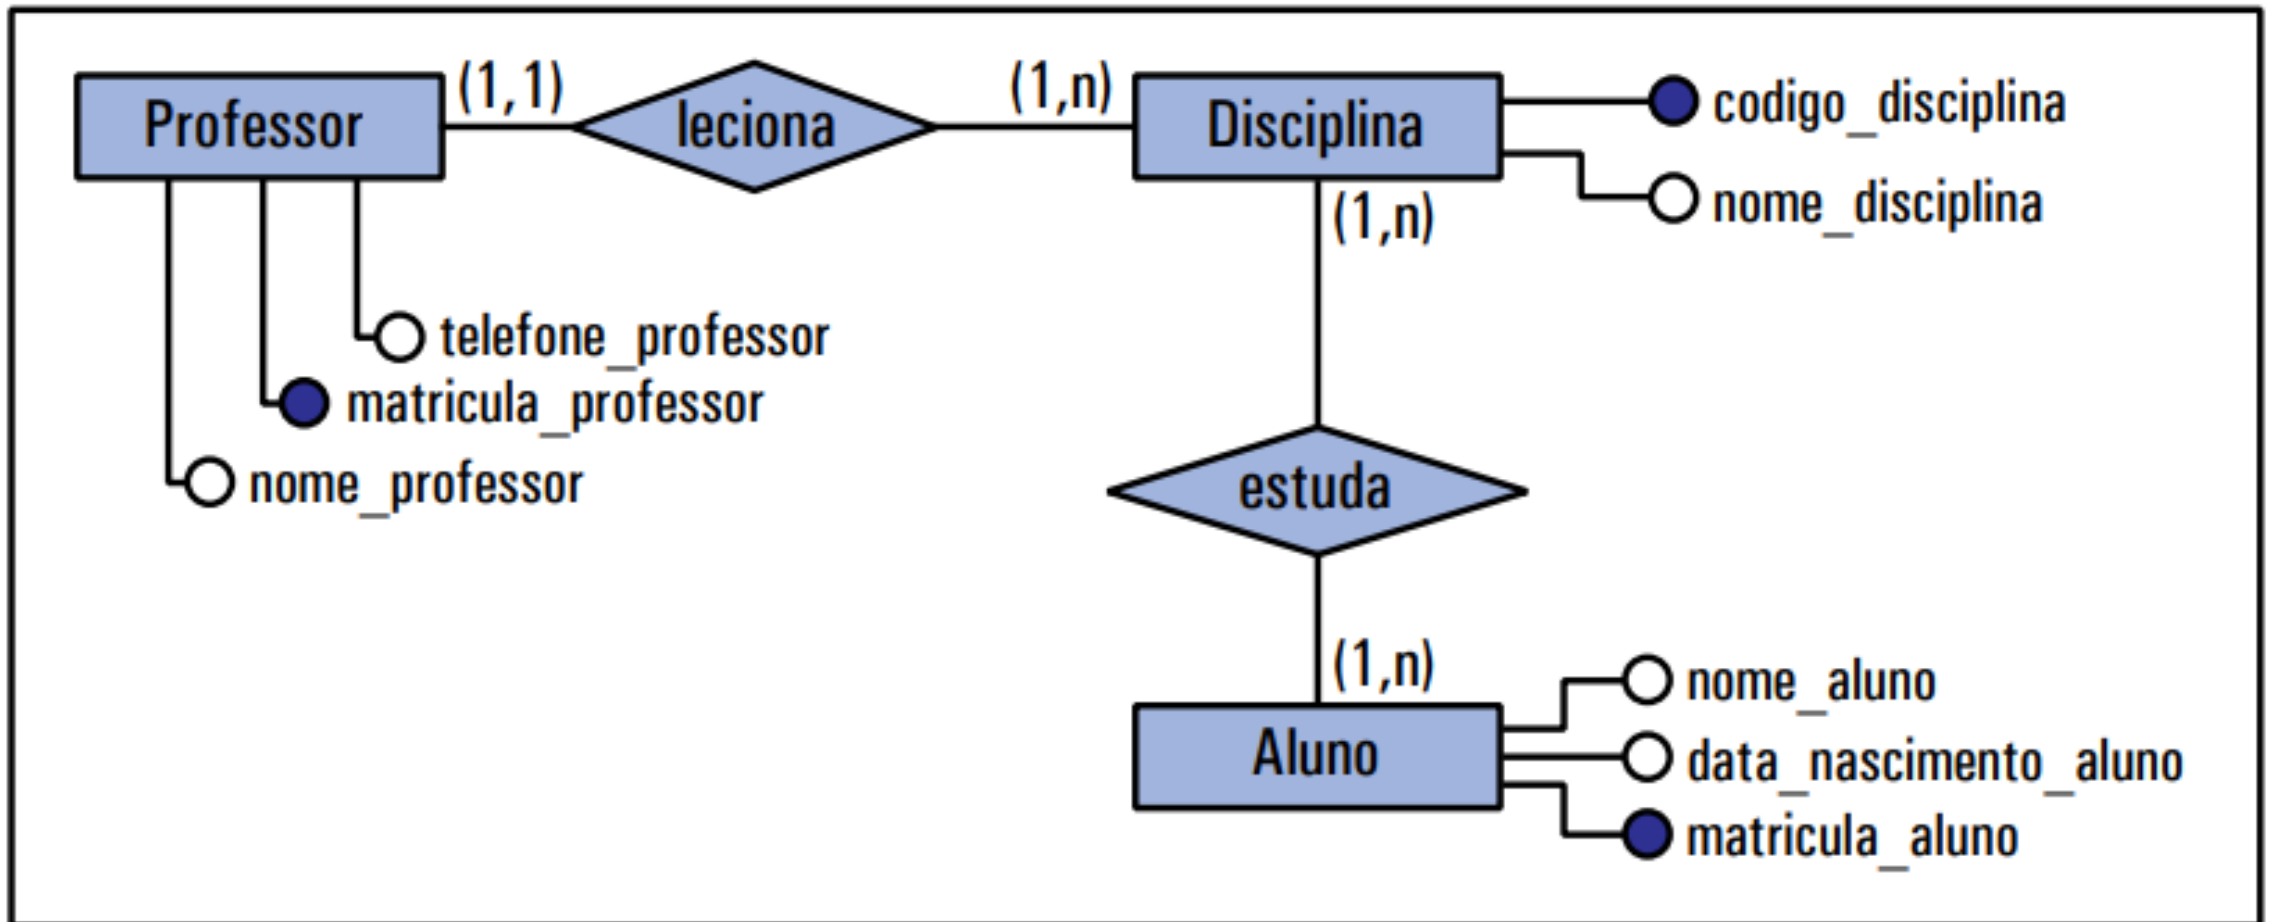 Professor
(1,1)
leciona
(1,n)
Disciplina
codigo_disciplina
nome_disciplina
(1,n)
telefone_professor
matricula_professor
nome_professor
estuda
(1,n)
Aluno
nome_aluno
data_nascimento_aluno
matricula_aluno